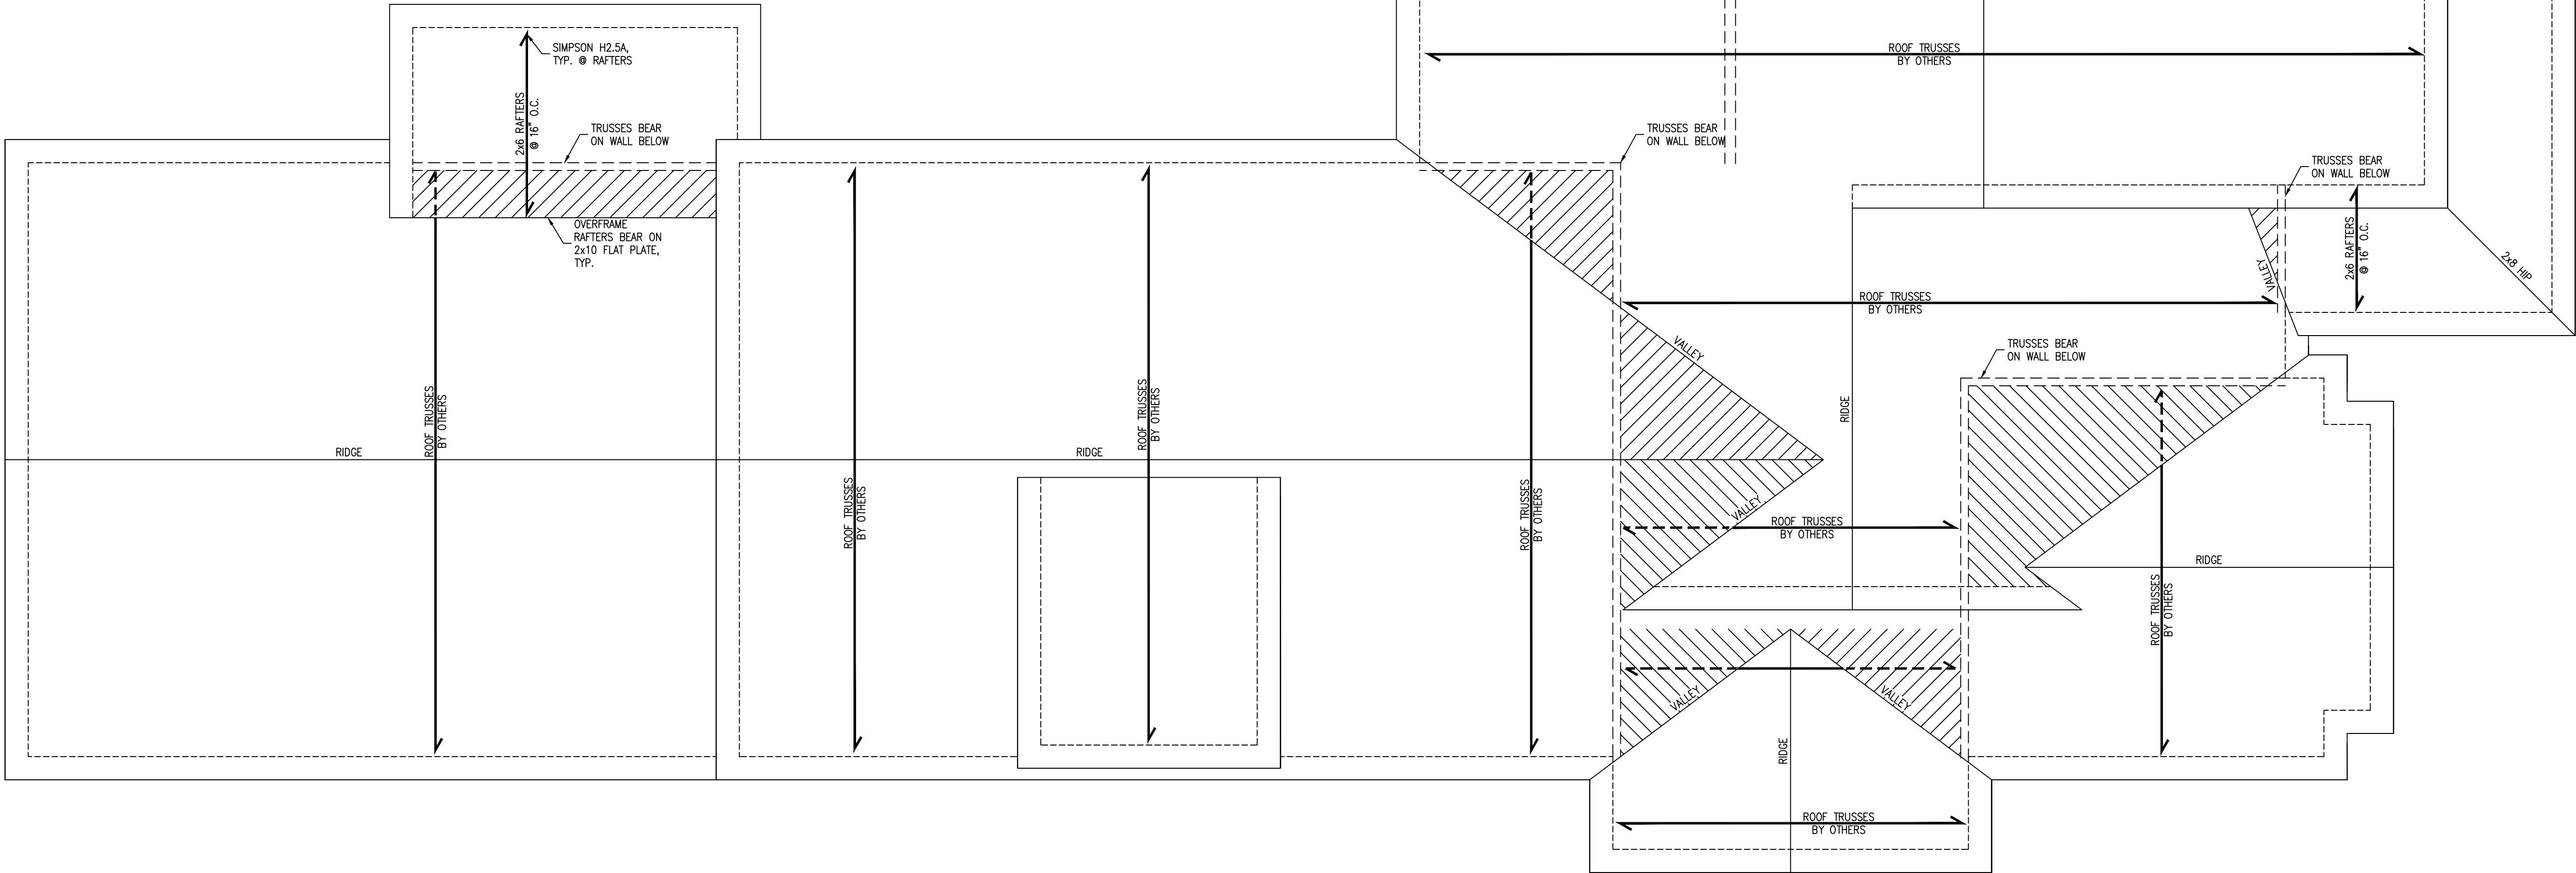 SIMPSON H2.5A,
TYP. @ RAFTERS
2x6 RAFTERS
@ 16" O.C.
TRUSSES BEAR
ON WALL BELOW
OVERFRAME
RAFTERS BEAR ON
2x10 FLAT PLATE,
TYP.
ROOF TRUSSES
BY OTHERS
TRUSSES BEAR
ON WALL BELOW
TRUSSES BEAR
ON WALL BELOW
2x6 RAFTERS
@ 16" O.C.
VALLEY
2x8 HIP
ROOF TRUSSES
BY OTHERS
VALLEY
TRUSSES BEAR
ON WALL BELOW
RIDGE
RIDGE
ROOF TRUSSES
BY OTHERS
ROOF TRUSSES
BY OTHERS
RIDGE
ROOF TRUSSES
BY OTHERS
ROOF TRUSSES
BY OTHERS
VALLEY
ROOF TRUSSES
BY OTHERS
RIDGE
ROOF TRUSSES
BY OTHERS
VALLEY
VALLEY
RIDGE
ROOF TRUSSES
BY OTHERS